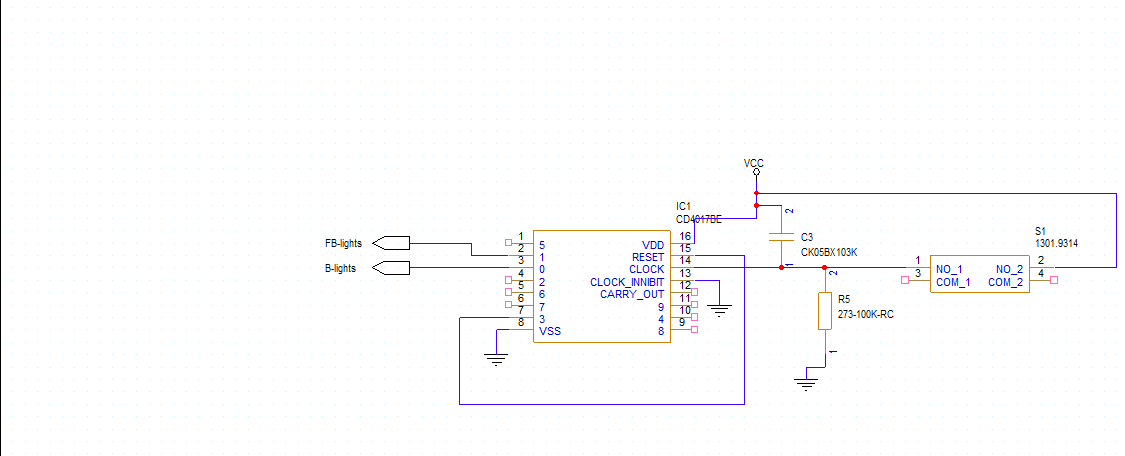 VCC
IC1
CD4017BE
S1
1301.9314
2
C3
CK05BX103K
1
FB-lights
B-lights
1
2
3
4
5
6
7
8
5
1
0
2
6
7
3
VSS
VDD
RESET
CLOCK
CLOCK_INNIBIT
CARRY_OUT
9
4
8
16
15
14
13
12
11
10
9
1
3
NO_1
COM_1
NO_2
COM_2
2
4
2
R5
273-100K-RC
1